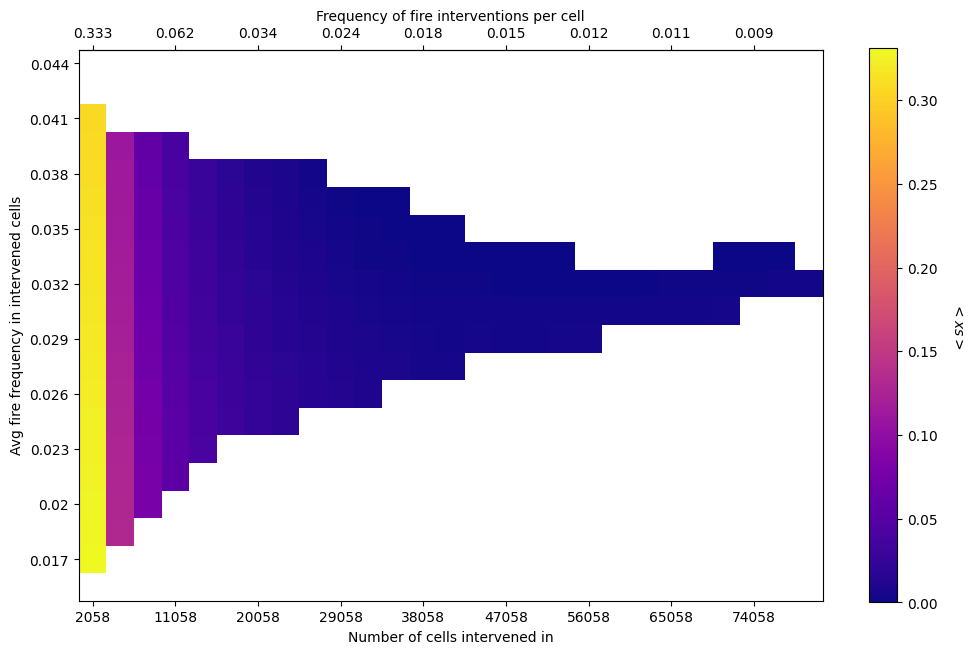 Frequency of fire interventions per cell
0.333 0.062 0.034 0.024 0.018 0.015 0.012 0.011 0.009
Avg fire frequency in intervened cells
0.044
0.041
0.038
0.035
0.032
0.029
0.026
0.023
0.02
0.017
2058 11058 20058 29058 38058 47058 56058 65058 74058
Number of cells intervened in
0.30
0.25
0.20
0.15
0.10
0.05
0.00
< sx >